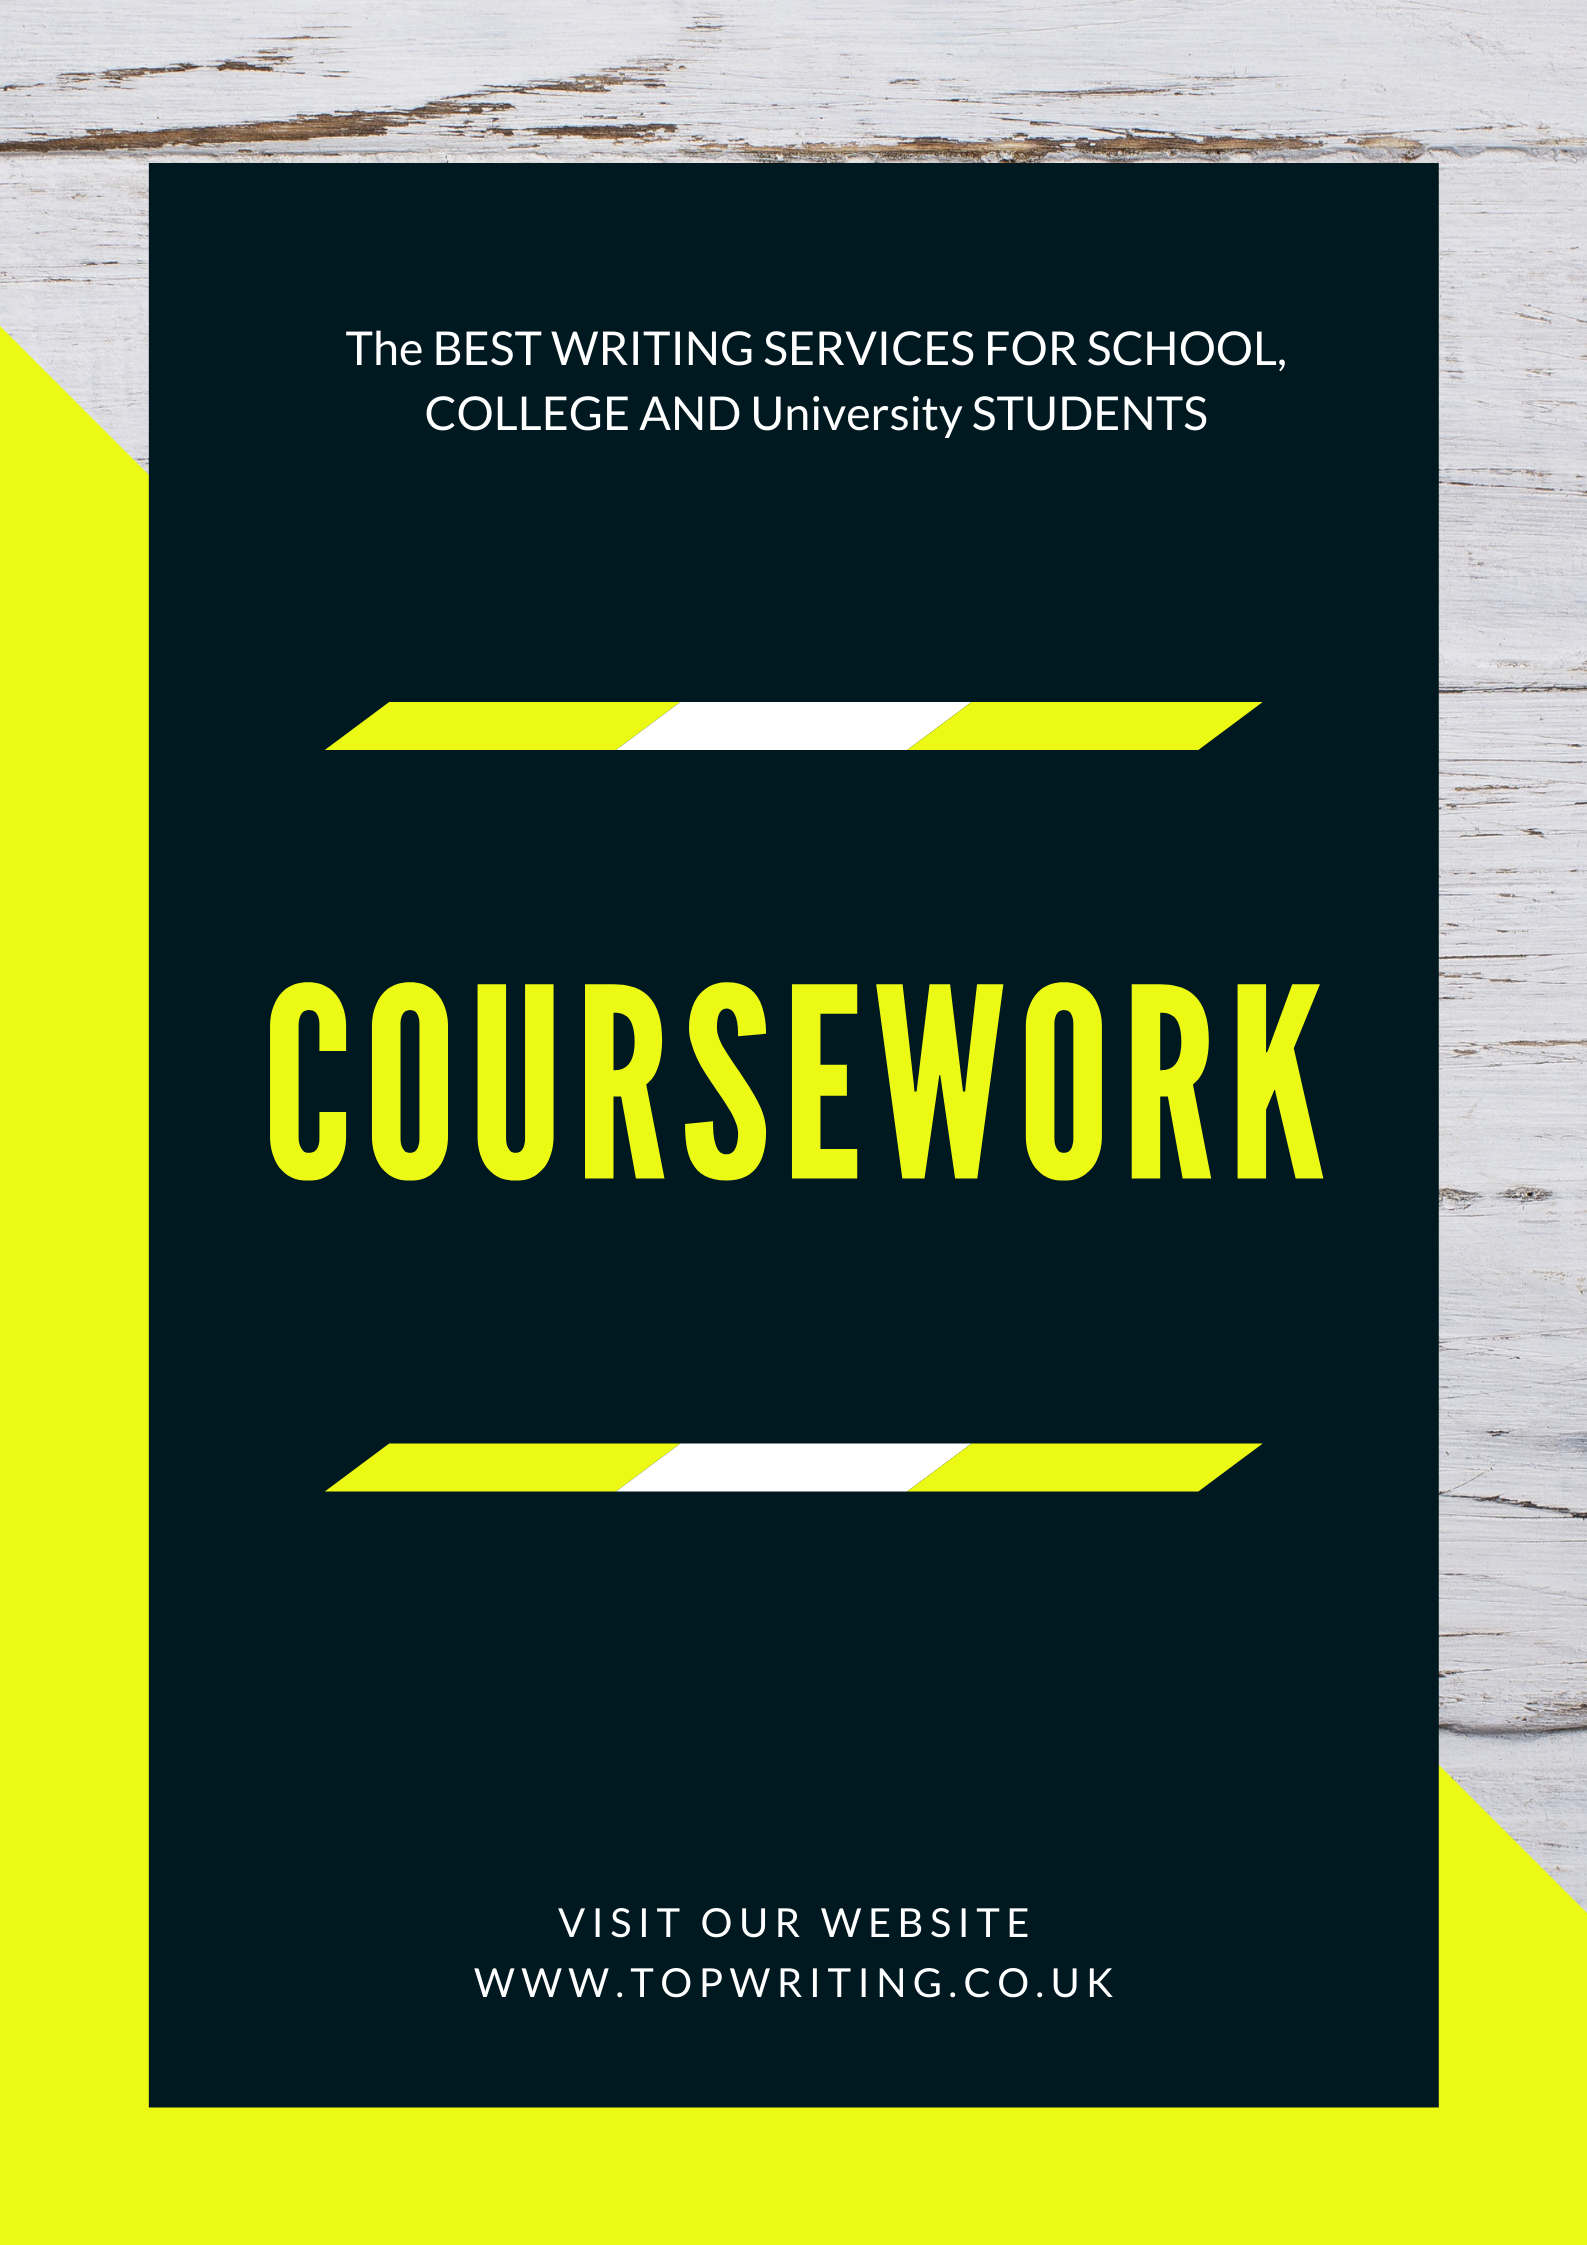 The BEST WRITING SERVICES FOR SCHOOL,
COLLEGE AND University STUDENTS
COURSEWORK
VISIT OUR WEBSITE
WWW.TOPWRITING.CO.UK